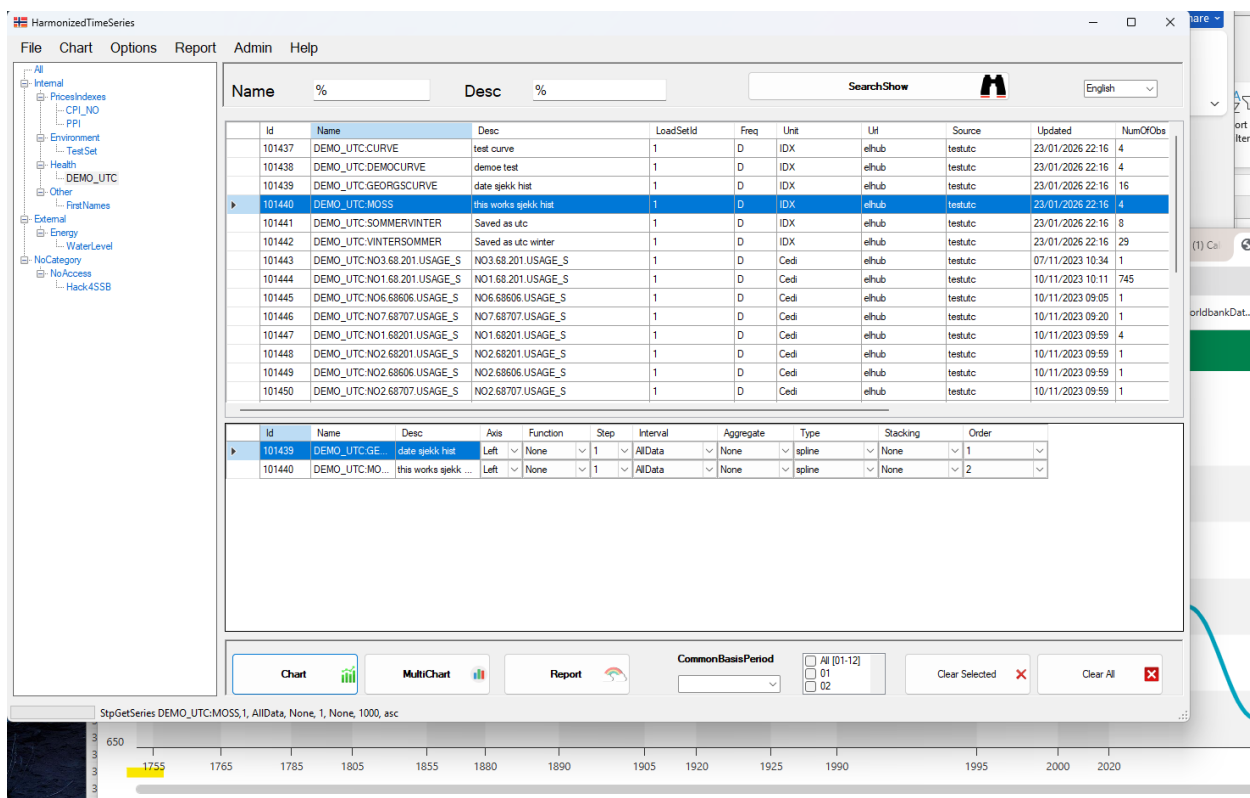 HarmonizedTimeSeries
File Chart Options Report Admin Help
All
Internal
PricesIndexes
CPI_NO
PPI
Environment
TestSet
Health
DEMO_UTC
Other
FirstNames
External
Energy
WaterLevel
NoCategory
NoAccess
Hack4SSB
Name % Desc % SearchShow English
Id Name Desc LoadSetId Freq Unit Url Source Updated NumOfObs
101437 DEMO_UTC:CURVE test curve 1 D IDX elhub testutc 23/01/2026 22:16 4
101438 DEMO_UTC:DEMOCURVE demoe test 1 D IDX elhub testutc 23/01/2026 22:16 4
101439 DEMO_UTC:GEORGSCURVE date sjekk hist 1 D IDX elhub testutc 23/01/2026 22:16 16
101440 DEMO_UTC:MOSS this works sjekk hist 1 D IDX elhub testutc 23/01/2026 22:16 4
101441 DEMO_UTC:SOMMERVINTER Saved as utc 1 D IDX elhub testutc 23/01/2026 22:16 8
101442 DEMO_UTC:VINTERSOMMER Saved as utc winter 1 D IDX elhub testutc 23/01/2026 22:16 29
101443 DEMO_UTC:NO3.68.201.USAGE_S NO3.68.201.USAGE_S 1 D Cedi elhub testutc 07/11/2023 10:34 1
101444 DEMO_UTC:NO1.68.201.USAGE_S NO1.68.201.USAGE_S 1 D Cedi elhub testutc 10/11/2023 10:11 745
101445 DEMO_UTC:NO6.68606.USAGE_S NO6.68606.USAGE_S 1 D Cedi elhub testutc 10/11/2023 09:05 1
101446 DEMO_UTC:NO7.68707.USAGE_S NO7.68707.USAGE_S 1 D Cedi elhub testutc 10/11/2023 09:20 1
101447 DEMO_UTC:NO1.68201.USAGE_S NO1.68201.USAGE_S 1 D Cedi elhub testutc 10/11/2023 09:59 4
101448 DEMO_UTC:NO2.68201.USAGE_S NO2.68201.USAGE_S 1 D Cedi elhub testutc 10/11/2023 09:59 1
101449 DEMO_UTC:NO2.68606.USAGE_S NO2.68606.USAGE_S 1 D Cedi elhub testutc 10/11/2023 09:59 1
101450 DEMO_UTC:NO2.68707.USAGE_S NO2.68707.USAGE_S 1 D Cedi elhub testutc 10/11/2023 09:59 1
Id Name Desc Axis Function Step Interval Aggregate Type Stacking Order
101439 DEMO_UTC:GE... date sjekk hist Left None 1 AllData None spline None 1
101440 DEMO_UTC:MO... this works sjekk ... Left None 1 AllData None spline None 2
Chart MultiChart Report CommonBasisPeriod
All [01-12]
01
02
Clear Selected Clear All
StpGetSeries DEMO_UTC:MOSS,1, AllData, None, 1, None, 1000, asc
650
1755 1765 1785 1805 1855 1880 1890 1905 1920 1925 1990 1995 2000 2020
(1) Cal
orldbankDat...